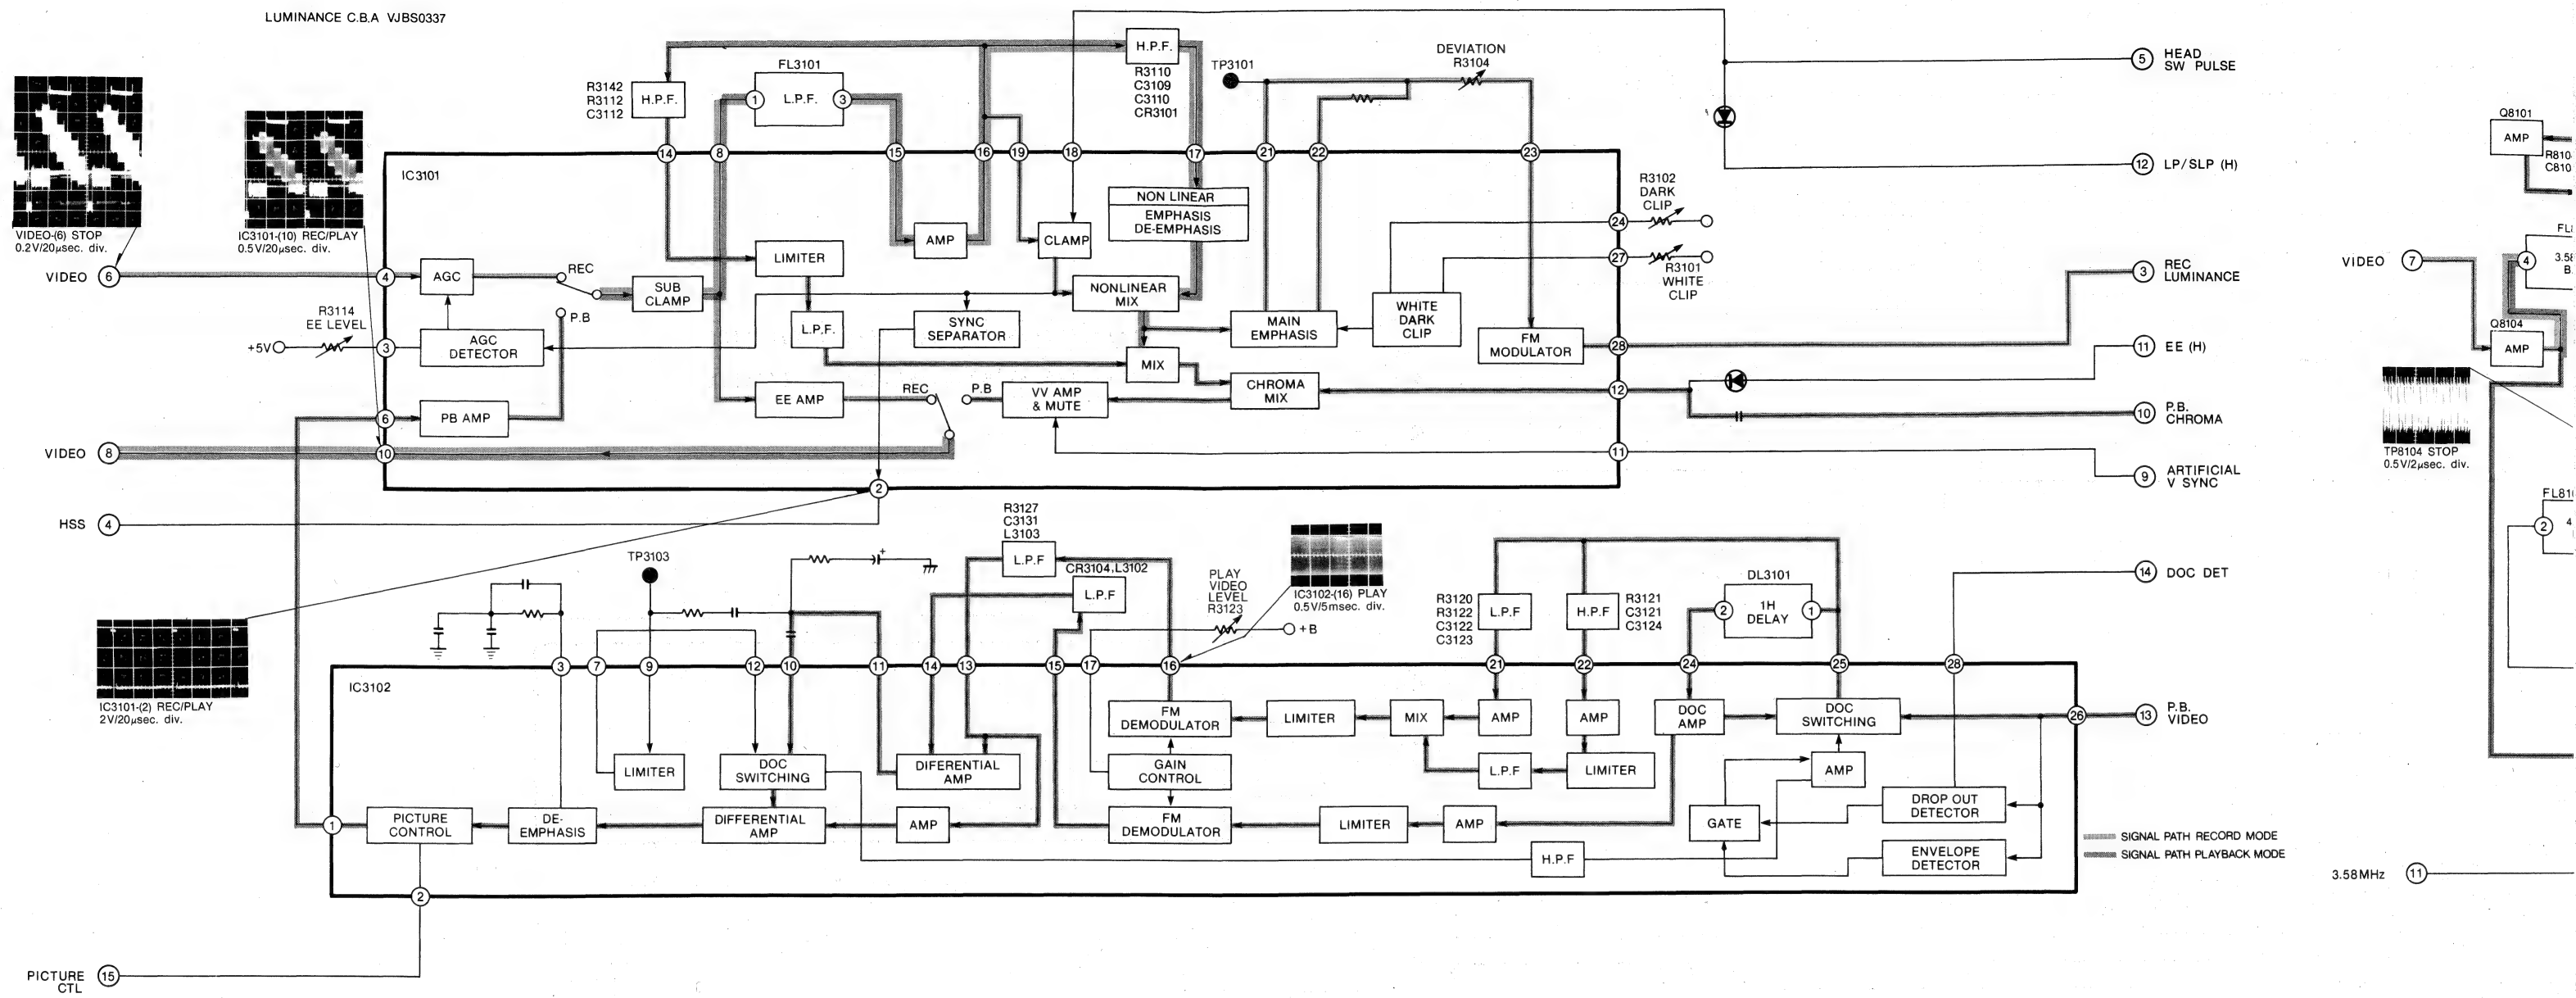 LUMINANCE C.B.A VJBS0337
VIDEO-(6) STOP
0.2V/20μsec. div.
IC3101-(10) REC/PLAY
0.5V/20μsec. div.
R3142
R3112
C3112
H.P.F.
FL3101
1
L.P.F.
3
H.P.F.
R3110
C3109
C3110
CR3101
TP3101
DEVIATION
R3104
5
HEAD
SW PULSE
12
LP/SLP (H)
14
8
15
16
19
18
17
21
22
23
IC3101
NON LINEAR
EMPHASIS
DE-EMPHASIS
R3102
DARK
CLIP
24
27
R3101
WHITE
CLIP
AMP
CLAMP
LIMITER
VIDEO
6
4
AGC
REC
SUB
CLAMP
P.B
NONLINEAR
MIX
WHITE
DARK
CLIP
3
REC
LUMINANCE
R3114
EE LEVEL
+5V
3
AGC
DETECTOR
L.P.F.
SYNC
SEPARATOR
MAIN
EMPHASIS
FM
MODULATOR
28
11
EE (H)
MIX
6
PB AMP
EE AMP
REC
P.B
VV AMP
& MUTE
CHROMA
MIX
12
10
P.B.
CHROMA
VIDEO
8
10
11
9
ARTIFICIAL
V SYNC
2
HSS
4
R3127
C3131
L3103
L.P.F
TP3103
+
CR3104,L3102
L.P.F
PLAY
VIDEO
LEVEL
R3123
+B
IC3102-(16) PLAY
0.5V/5msec. div.
R3120
R3122
C3122
C3123
L.P.F
H.P.F
R3121
C3121
C3124
DL3101
2
1H
DELAY
1
14
DOC DET
IC3101-(2) REC/PLAY
2V/20μsec. div.
3
7
9
12
10
11
14
13
15
17
16
21
22
24
25
28
IC3102
FM
DEMODULATOR
LIMITER
MIX
AMP
AMP
DOC
AMP
DOC
SWITCHING
26
13
P.B.
VIDEO
LIMITER
DOC
SWITCHING
DIFERENTIAL
AMP
GAIN
CONTROL
L.P.F
LIMITER
AMP
1
PICTURE
CONTROL
DE-
EMPHASIS
DIFFERENTIAL
AMP
AMP
FM
DEMODULATOR
LIMITER
AMP
GATE
DROP OUT
DETECTOR
H.P.F
ENVELOPE
DETECTOR
SIGNAL PATH RECORD MODE
SIGNAL PATH PLAYBACK MODE
2
PICTURE
CTL
15
Q8101
AMP
R810
C810
VIDEO
7
4
3.58
B.
Q8104
AMP
TP8104 STOP
0.5V/2μsec. div.
FL81
2
4
3.58MHz
11